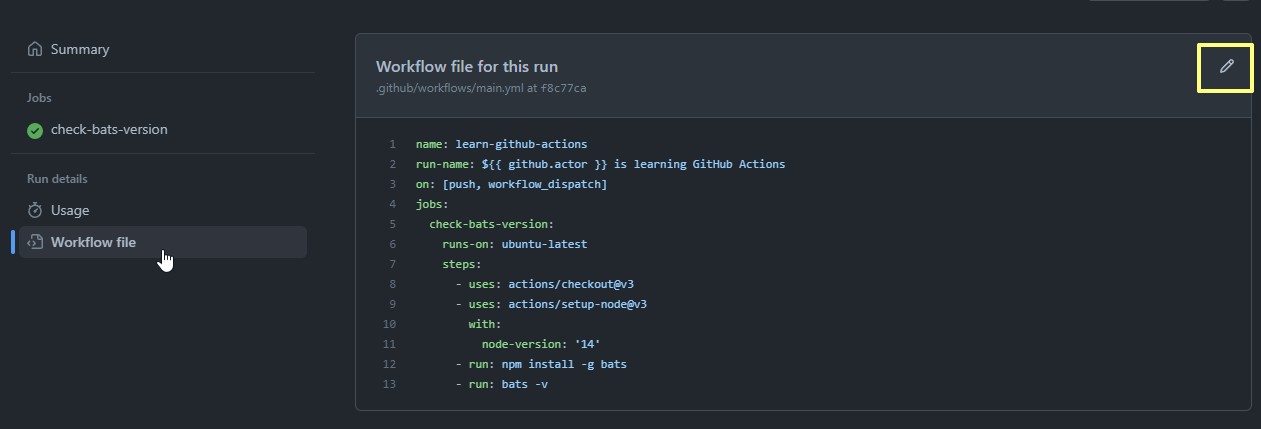 Summary
Jobs
check-bats-version
Run details
Usage
Workflow file
Workflow file for this run
.github/workflows/main.yml at f8c77ca
1 name: learn-github-actions
2 run-name: ${{ github.actor }} is learning GitHub Actions
3 on: [push, workflow_dispatch]
4 jobs:
5   check-bats-version:
6     runs-on: ubuntu-latest
7     steps:
8       - uses: actions/checkout@v3
9       - uses: actions/setup-node@v3
10         with:
11           node-version: '14'
12       - run: npm install -g bats
13       - run: bats -v